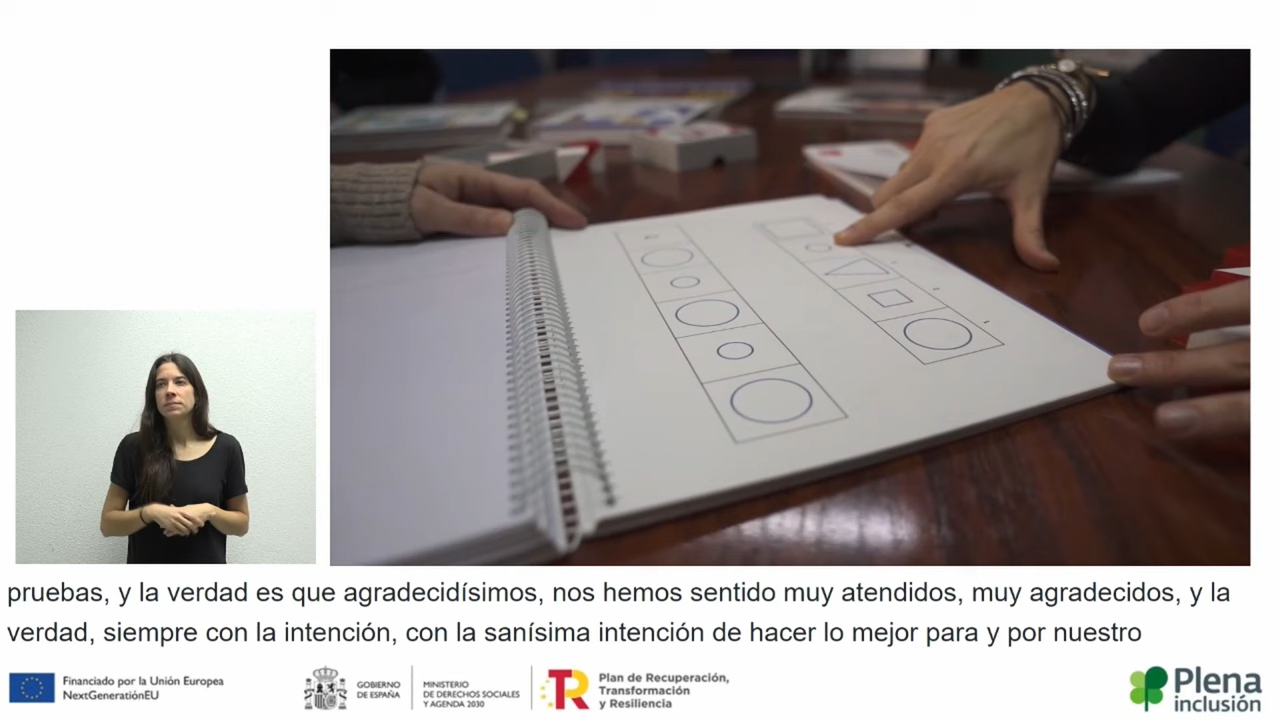 pruebas, y la verdad es que agradecidísimos, nos hemos sentido muy atendidos, muy agradecidos, y la
verdad, siempre con la intención, con la sanísima intención de hacer lo mejor para y por nuestro
Financiado por la Unión Europea
NextGenerationEU
GOBIERNO
DE ESPAÑA
MINISTERIO
DE DERECHOS SOCIALES
Y AGENDA 2030
Plan de Recuperación,
Transformación
y Resiliencia
Plena
inclusión